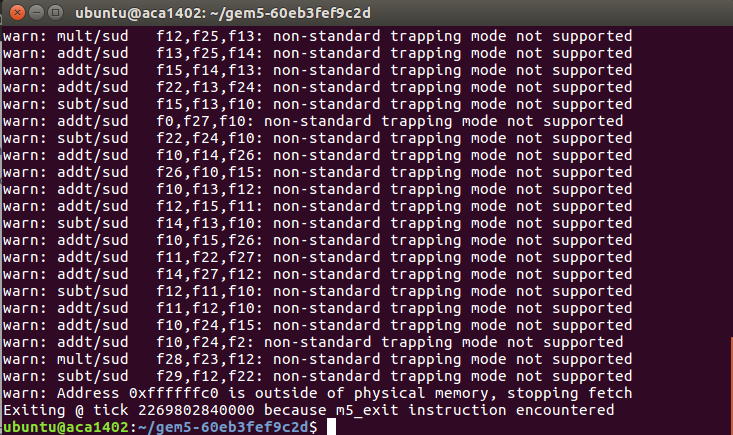 ubuntu@aca1402: ~/gem5-60eb3fef9c2d
warn: mult/sud   f12,f25,f13: non-standard trapping mode not supported
warn: addt/sud   f13,f25,f14: non-standard trapping mode not supported
warn: addt/sud   f15,f14,f13: non-standard trapping mode not supported
warn: addt/sud   f22,f13,f24: non-standard trapping mode not supported
warn: subt/sud   f15,f13,f10: non-standard trapping mode not supported
warn: addt/sud   f0,f27,f10: non-standard trapping mode not supported
warn: subt/sud   f22,f24,f10: non-standard trapping mode not supported
warn: addt/sud   f10,f14,f26: non-standard trapping mode not supported
warn: addt/sud   f26,f10,f15: non-standard trapping mode not supported
warn: addt/sud   f10,f13,f12: non-standard trapping mode not supported
warn: addt/sud   f12,f15,f11: non-standard trapping mode not supported
warn: subt/sud   f14,f13,f10: non-standard trapping mode not supported
warn: addt/sud   f10,f15,f26: non-standard trapping mode not supported
warn: addt/sud   f11,f22,f27: non-standard trapping mode not supported
warn: addt/sud   f14,f27,f12: non-standard trapping mode not supported
warn: subt/sud   f12,f11,f10: non-standard trapping mode not supported
warn: addt/sud   f11,f12,f10: non-standard trapping mode not supported
warn: addt/sud   f10,f24,f15: non-standard trapping mode not supported
warn: addt/sud   f10,f24,f2: non-standard trapping mode not supported
warn: mult/sud   f28,f23,f12: non-standard trapping mode not supported
warn: subt/sud   f29,f12,f22: non-standard trapping mode not supported
warn: Address 0xffffffc0 is outside of physical memory, stopping fetch
Exiting @ tick 2269802840000 because m5_exit instruction encountered
ubuntu@aca1402:~/gem5-60eb3fef9c2d$